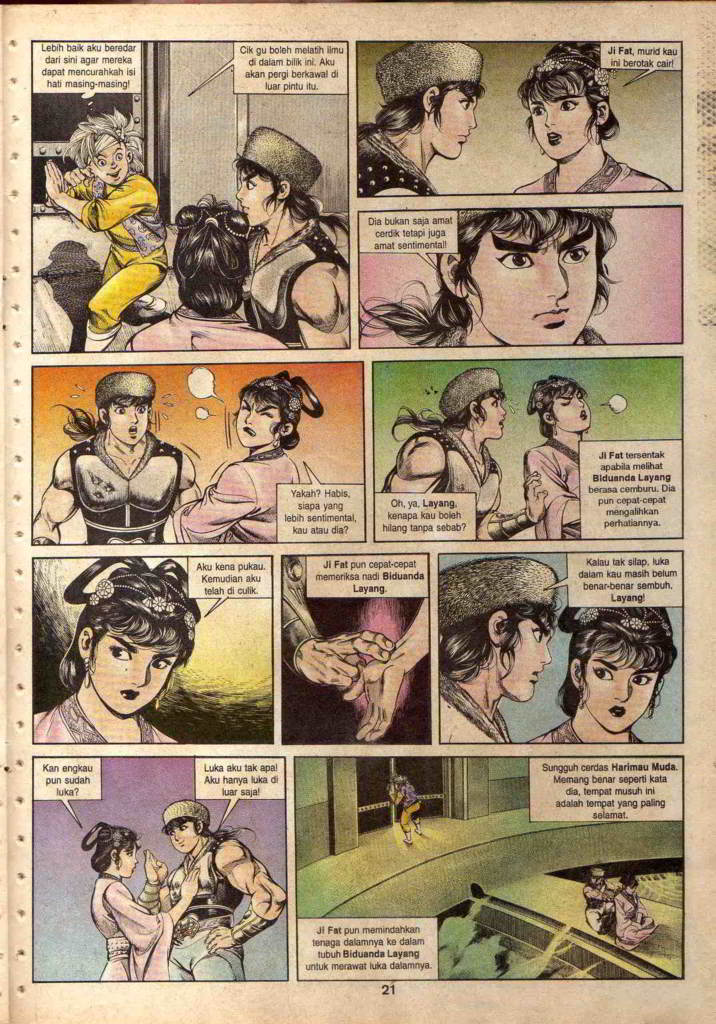 Lebih baik aku beredar
dari sini agar mereka
dapat mencurahkah isi
hati masing-masing!
Cik gu boleh melatih ilmu
di dalam bilik ini. Aku
akan pergi berkawal di
luar pintu itu.
Ji Fat, murid kau
ini berotak cair!
Dia bukan saja amat
cerdik tetapi juga
amat sentimental!
Yakah? Habis,
siapa yang
lebih sentimental,
kau atau dia?
Oh, ya, Layang,
kenapa kau boleh
hilang tanpa sebab?
Ji Fat tersentak
apabila melihat
Biduanda Layang
berasa cemburu. Dia
pun cepat-cepat
mengalihkan
perhatiannya.
Aku kena pukau.
Kemudian aku
telah di culik.
Ji Fat pun cepat-cepat
memeriksa nadi Biduanda
Layang.
Kalau tak silap, luka
dalam kau masih belum
benar-benar sembuh,
Layang!
Kan engkau
pun sudah
luka?
Luka aku tak apa!
Aku hanya luka di
luar saja!
Sungguh cerdas Harimau Muda.
Memang benar seperti kata
dia, tempat musuh ini
adalah tempat yang paling
selamat.
Ji Fat pun memindahkan
tenaga dalamnya ke dalam
tubuh Biduanda Layang
untuk merawat luka dalamnya.
21